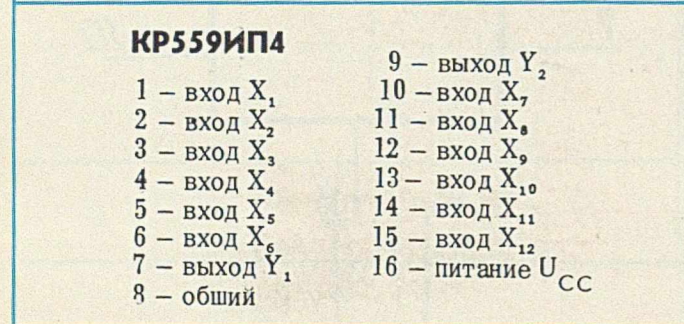 КР559ИП4
1 – вход X₁
2 – вход X₂
3 – вход X₃
4 – вход X₄
5 – вход X₅
6 – вход X₆
7 – выход Y₁
8 – обший
9 – выход Y₂
10 – вход X₇
11 – вход X₈
12 – вход X₉
13 – вход X₁₀
14 – вход X₁₁
15 – вход X₁₂
16 – питание U_CC